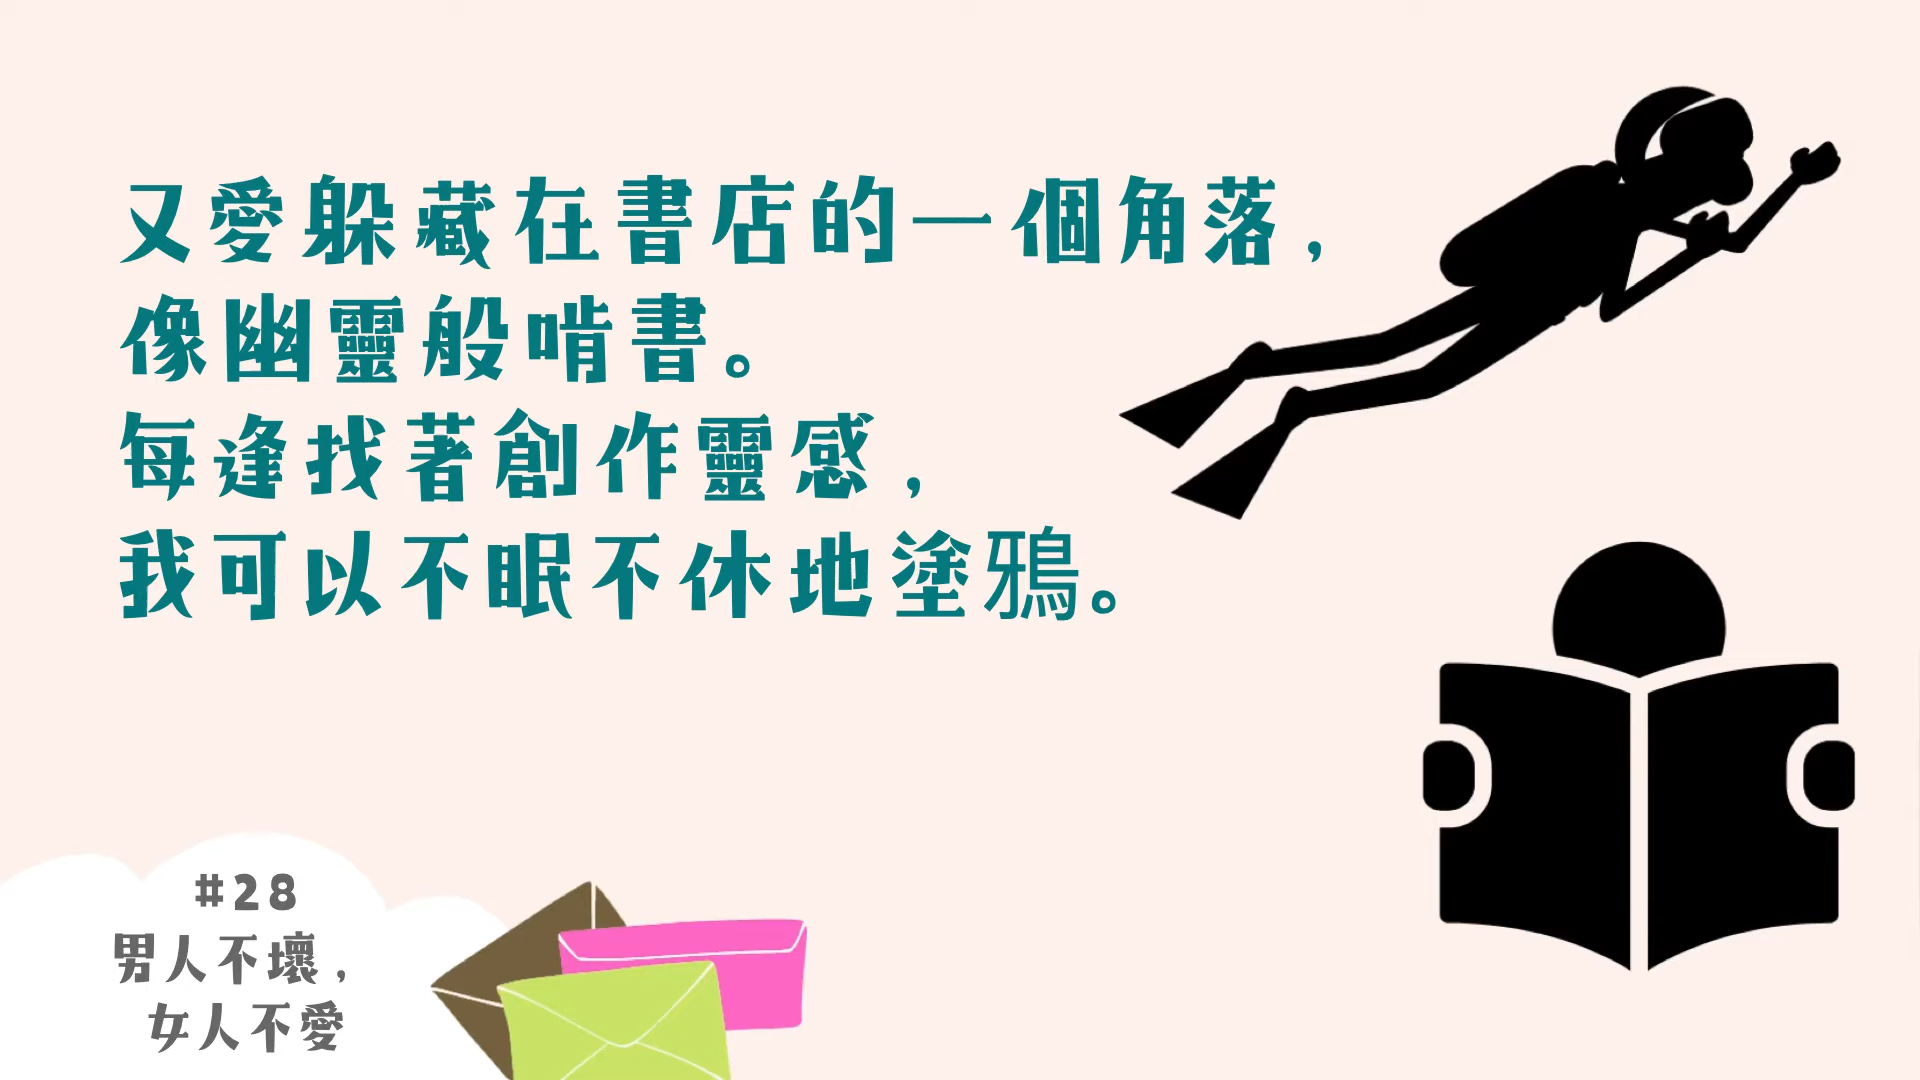 又愛躲藏在書店的一個角落，
像幽靈般啃書。
每逢找著創作靈感，
我可以不眠不休地塗鴉。
#28
男人不壞，
女人不愛